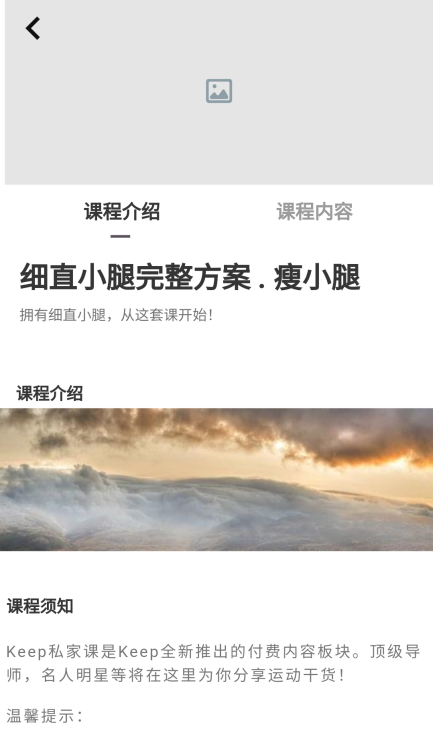 课程介绍 课程内容
细直小腿完整方案 . 瘦小腿
拥有细直小腿，从这套课开始！
课程介绍
课程须知
Keep私家课是Keep全新推出的付费内容板块。顶级导
师，名人明星等将在这里为你分享运动干货！
温馨提示：